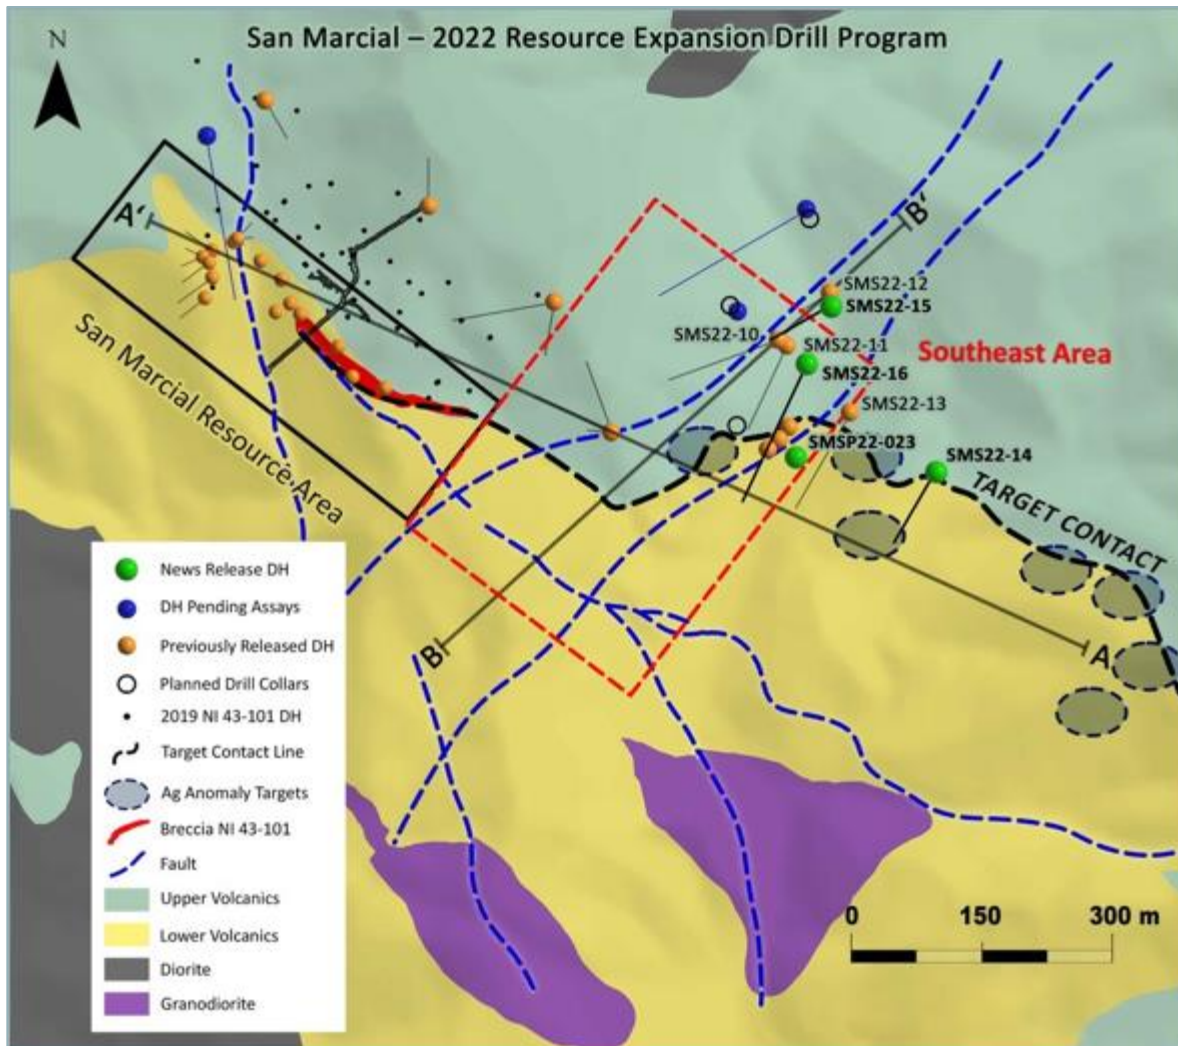 San Marcial – 2022 Resource Expansion Drill Program
N
A'
B'
SMS22-12
SMS22-15
SMS22-10
SMS22-11
Southeast Area
SMS22-16
SMS22-13
SMSP22-023
SMS22-14
San Marcial Resource Area
TARGET CONTACT
B
A
News Release DH
DH Pending Assays
Previously Released DH
Planned Drill Collars
2019 NI 43-101 DH
Target Contact Line
Ag Anomaly Targets
Breccia NI 43-101
Fault
Upper Volcanics
Lower Volcanics
Diorite
Granodiorite
0 150 300 m